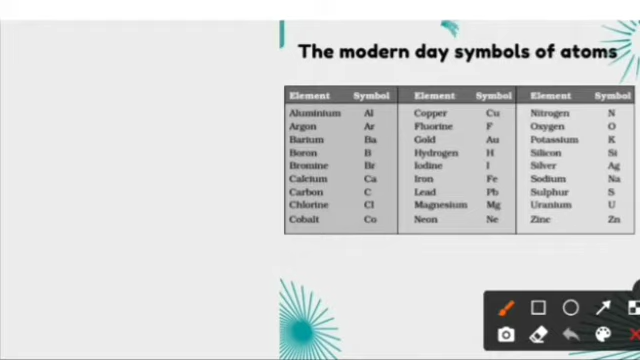 The modern day symbols of atoms
Element Symbol Element Symbol Element Symbol
Aluminium Al Copper Cu Nitrogen N
Argon Ar Fluorine F Oxygen O
Barium Ba Gold Au Potassium K
Boron B Hydrogen H Silicon Si
Bromine Br Iodine I Silver Ag
Calcium Ca Iron Fe Sodium Na
Carbon C Lead Pb Sulphur S
Chlorine Cl Magnesium Mg Uranium U
Cobalt Co Neon Ne Zinc Zn